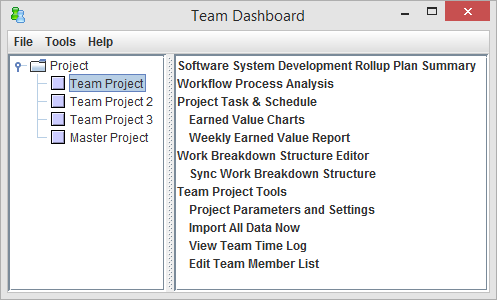 Team Dashboard
File Tools Help
Project
Team Project
Team Project 2
Team Project 3
Master Project
Software System Development Rollup Plan Summary
Workflow Process Analysis
Project Task & Schedule
Earned Value Charts
Weekly Earned Value Report
Work Breakdown Structure Editor
Sync Work Breakdown Structure
Team Project Tools
Project Parameters and Settings
Import All Data Now
View Team Time Log
Edit Team Member List